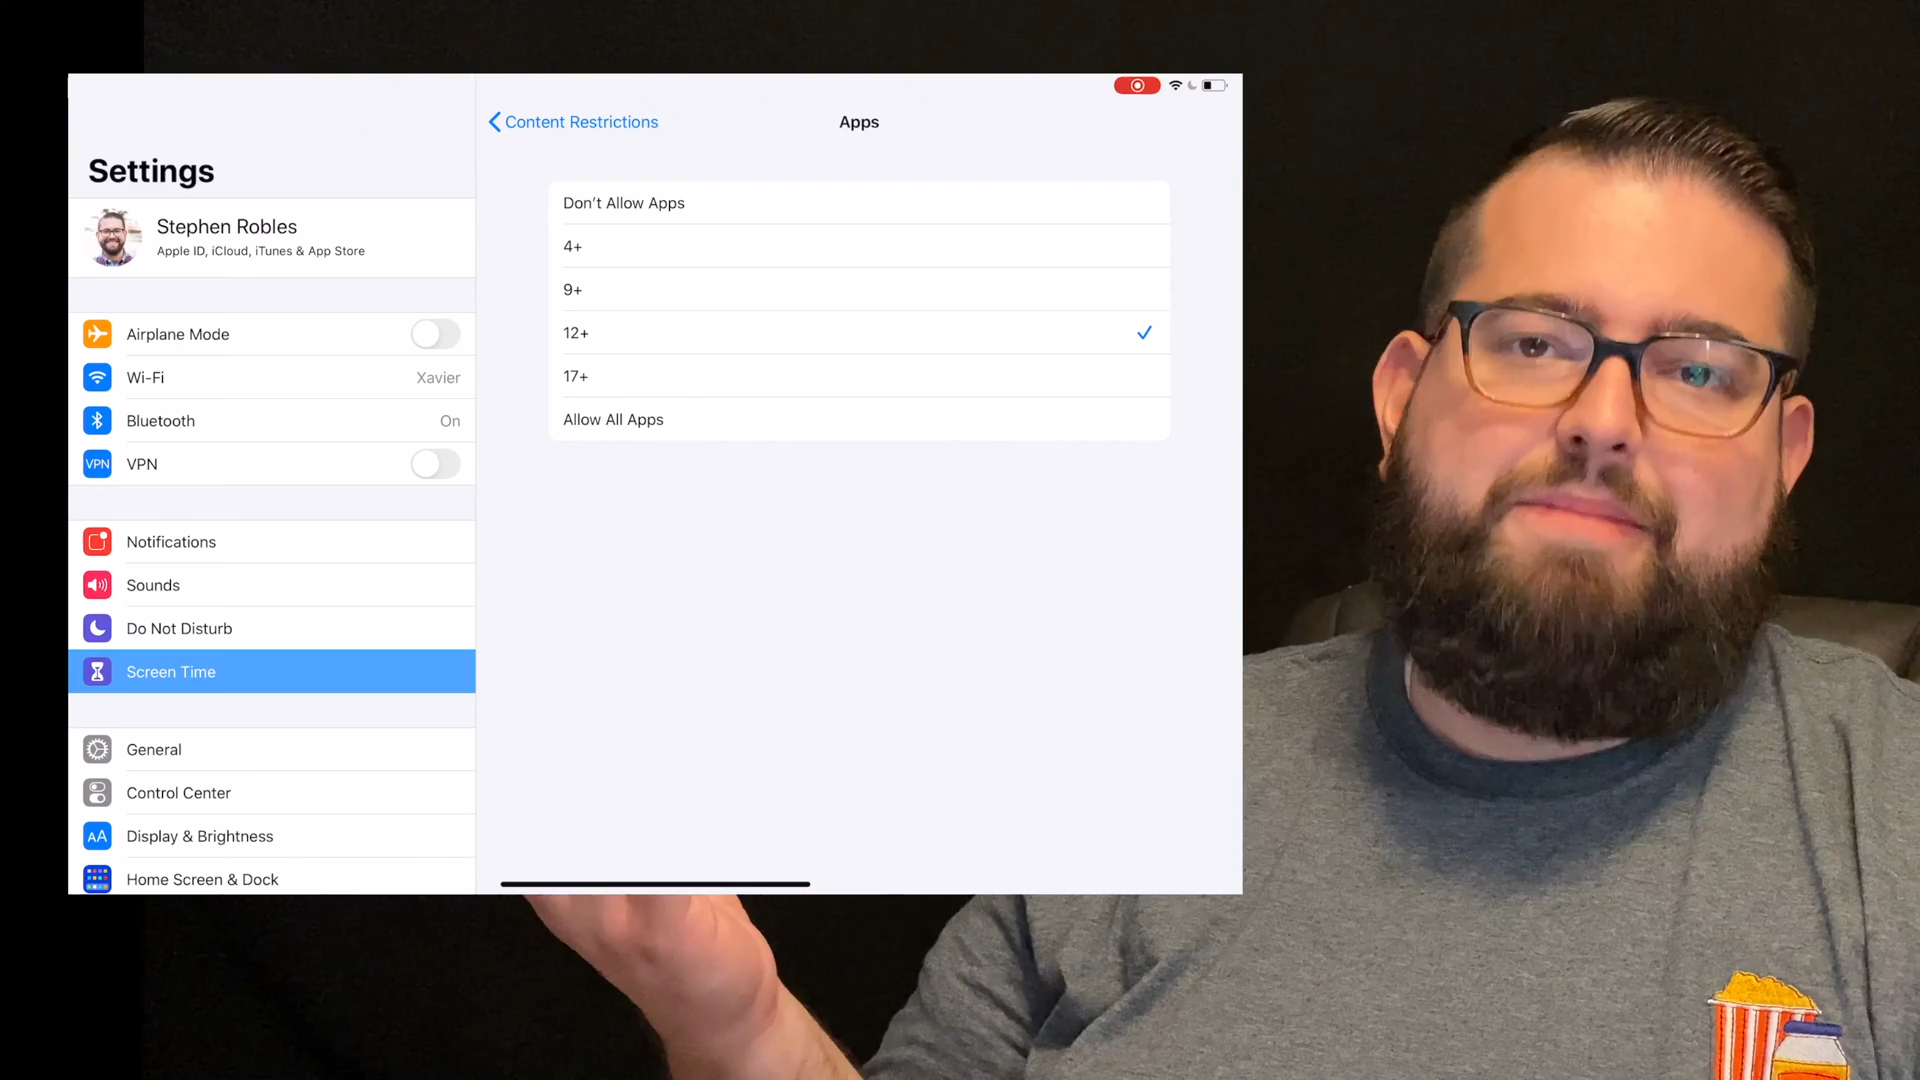 Content Restrictions
Apps
Settings
Stephen Robles
Apple ID, iCloud, iTunes & App Store
Airplane Mode
Wi-Fi Xavier
Bluetooth On
VPN VPN
Notifications
Sounds
Do Not Disturb
Screen Time
General
Control Center
AA Display & Brightness
Home Screen & Dock
Don't Allow Apps
4+
9+
12+
17+
Allow All Apps